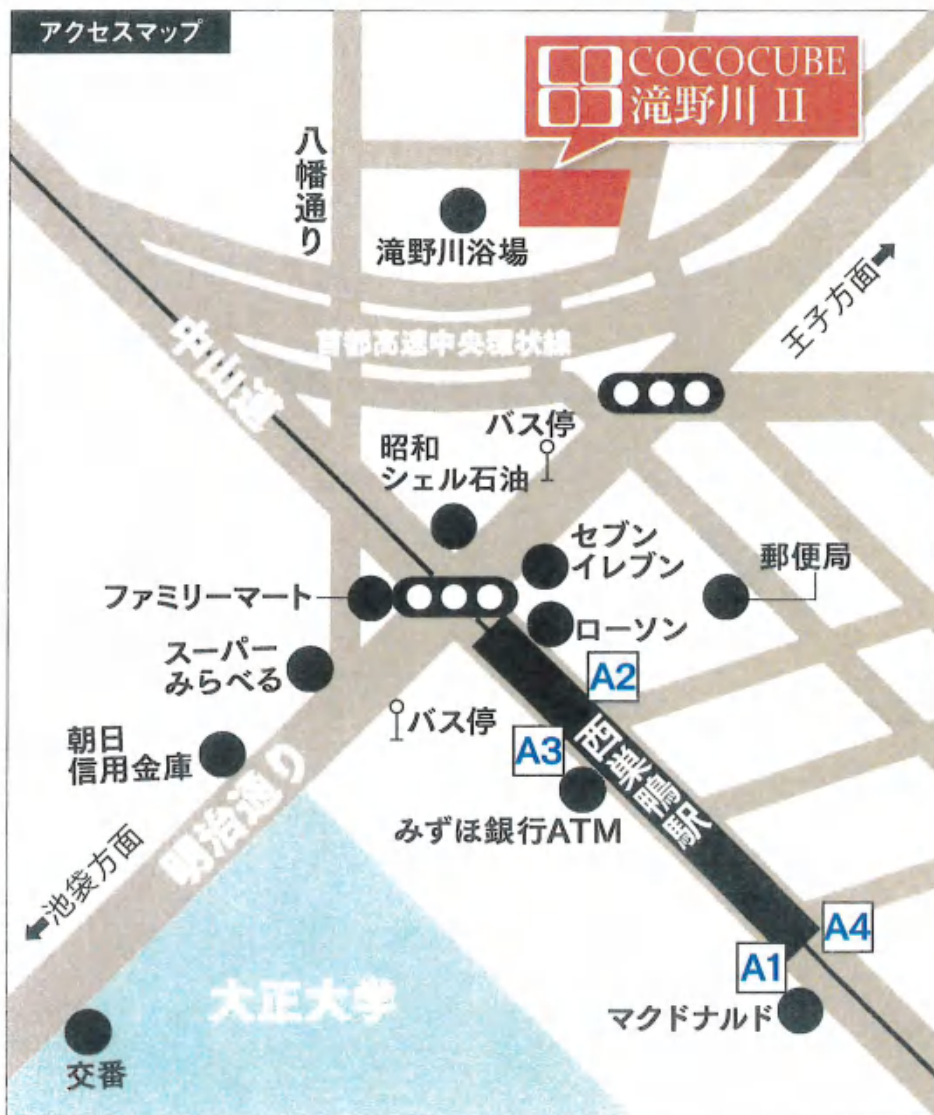 アクセスマップ
COCOCUBE
滝野川 II
八幡通り
滝野川浴場
王子方面
首都高速中央環状線
中山道
バス停
昭和
シェル石油
セブン
イレブン
郵便局
ファミリーマート
ローソン
スーパー
みらべる
A2
バス停
A3
朝日
信用金庫
西巣鴨駅
みずほ銀行ATM
明治通り
池袋方面
A4
A1
大正大学
マクドナルド
交番